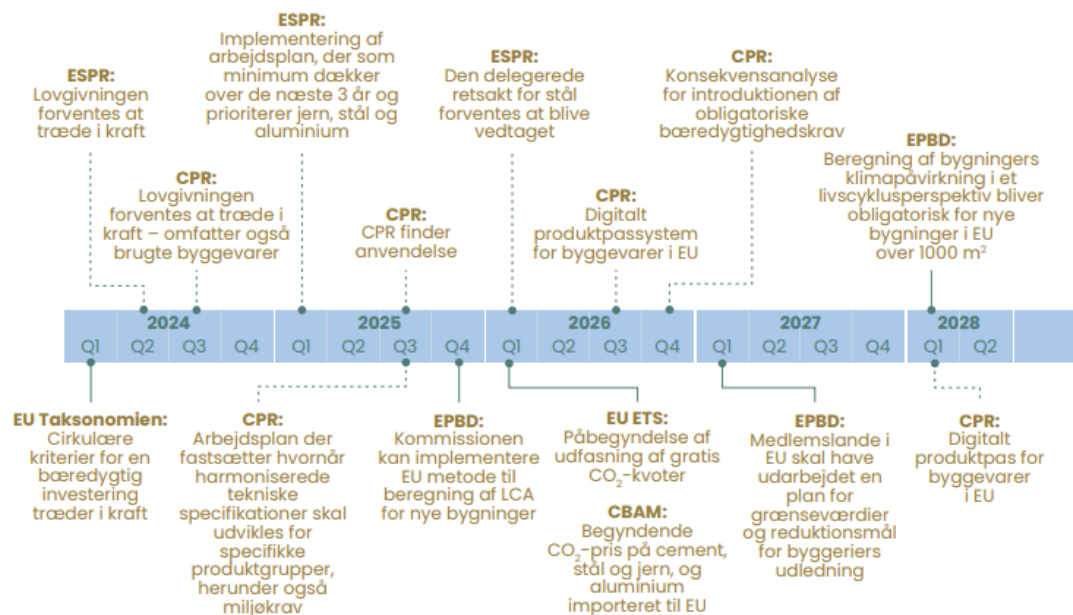 ESPR:
Lovgivningen
forventes at
træde i kraft
CPR:
Lovgivningen
forventes at træde i
kraft – omfatter også
brugte byggevarer
ESPR:
Implementering af
arbejdsplan, der som
minimum dækker
over de næste 3 år og
prioriterer jern, stål og
aluminium
CPR:
CPR finder
anvendelse
ESPR:
Den delegerede
retsakt for stål
forventes at blive
vedtaget
CPR:
Digitalt
produktpassystem
for byggevarer i EU
CPR:
Konsekvensanalyse
for introduktionen af
obligatoriske
bæredygtighedskrav
EPBD:
Beregning af bygningers
klimapåvirkning i et
livscyklusperspektiv bliver
obligatorisk for nye
bygninger i EU
over 1000 m²
2024 2025 2026 2027 2028
Q1 Q2 Q3 Q4 Q1 Q2 Q3 Q4 Q1 Q2 Q3 Q4 Q1 Q2 Q3 Q4 Q1 Q2
EU Taksonomien:
Cirkulære
kriterier for en
bæredygtig
investering
træder i kraft
CPR:
Arbejdsplan der
fastsætter hvornår
harmoniserede
tekniske
specifikationer skal
udvikles for
specifikke
produktgrupper,
herunder også
miljøkrav
EPBD:
Kommissionen
kan implementere
EU metode til
beregning af LCA
for nye bygninger
EU ETS:
Påbegyndelse af
udfasning af gratis
CO₂-kvoter
CBAM:
Begyndende
CO₂-pris på cement,
stål og jern, og
aluminium
importeret til EU
EPBD:
Medlemslande i
EU skal have
udarbejdet en
plan for
grænseværdier
og reduktionsmål
for byggeriers
udledning
CPR:
Digitalt
produktpas for
byggevarer
i EU